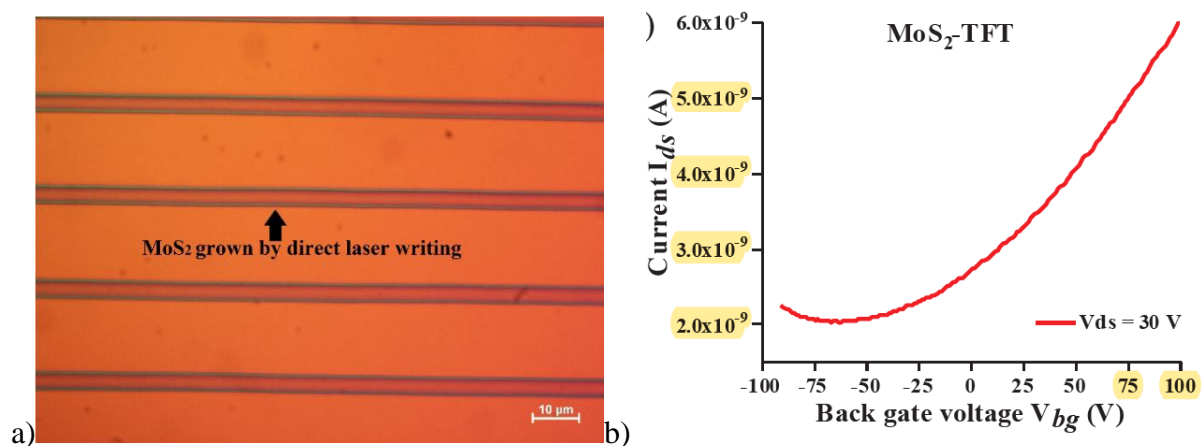 MoS₂ grown by direct laser writing
10 µm
a)
)
MoS₂-TFT
6.0x10⁻⁹
5.0x10⁻⁹
4.0x10⁻⁹
3.0x10⁻⁹
2.0x10⁻⁹
Current I_ds (A)
Vds = 30 V
-100 -75 -50 -25 0 25 50 75 100
Back gate voltage V_bg (V)
b)